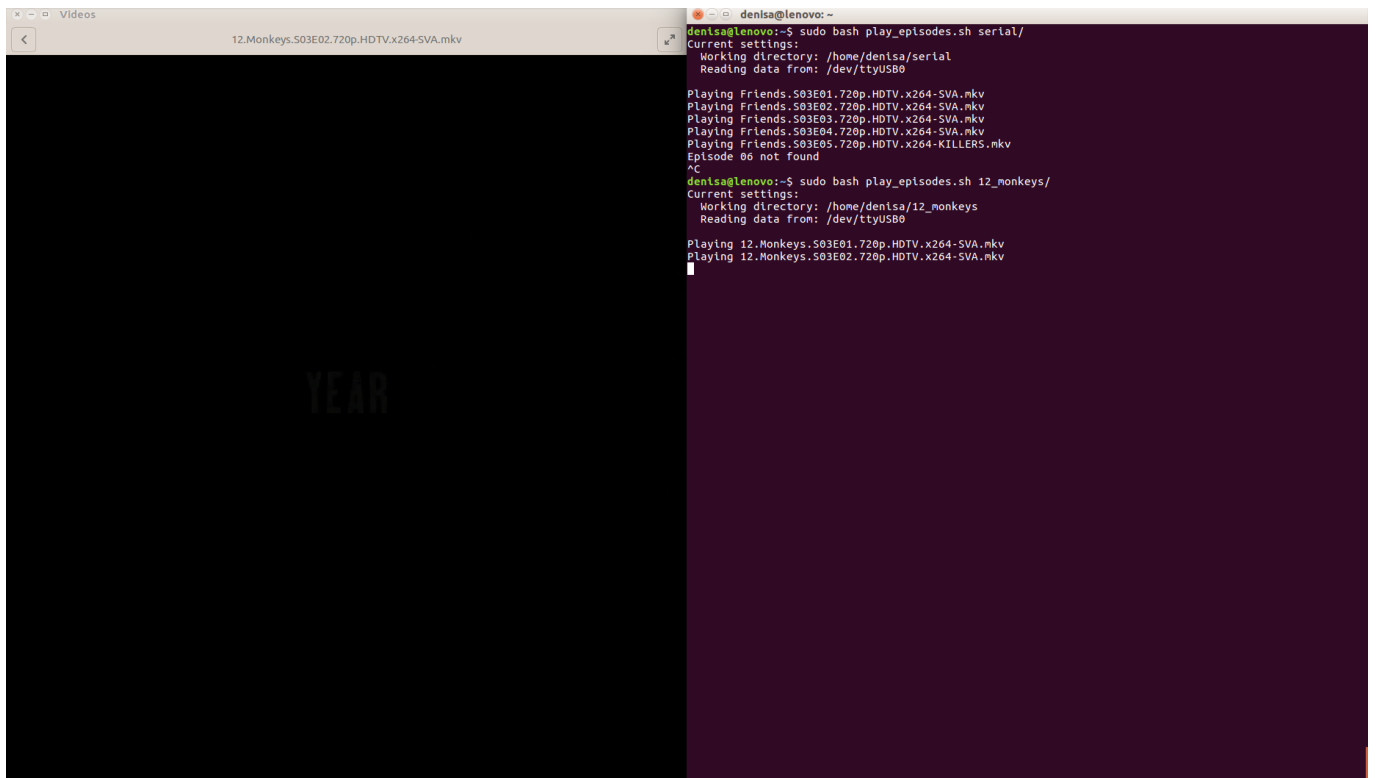 Videos
12.Monkeys.S03E02.720p.HDTV.x264-SVA.mkv
YEAR
denisa@lenovo: ~
denisa@lenovo:~$ sudo bash play_episodes.sh serial/
Current settings:
  Working directory: /home/denisa/serial
  Reading data from: /dev/ttyUSB0

Playing Friends.S03E01.720p.HDTV.x264-SVA.mkv
Playing Friends.S03E02.720p.HDTV.x264-SVA.mkv
Playing Friends.S03E03.720p.HDTV.x264-SVA.mkv
Playing Friends.S03E04.720p.HDTV.x264-SVA.mkv
Playing Friends.S03E05.720p.HDTV.x264-KILLERS.mkv
Episode 06 not found
^C
denisa@lenovo:~$ sudo bash play_episodes.sh 12_monkeys/
Current settings:
  Working directory: /home/denisa/12_monkeys
  Reading data from: /dev/ttyUSB0

Playing 12.Monkeys.S03E01.720p.HDTV.x264-SVA.mkv
Playing 12.Monkeys.S03E02.720p.HDTV.x264-SVA.mkv